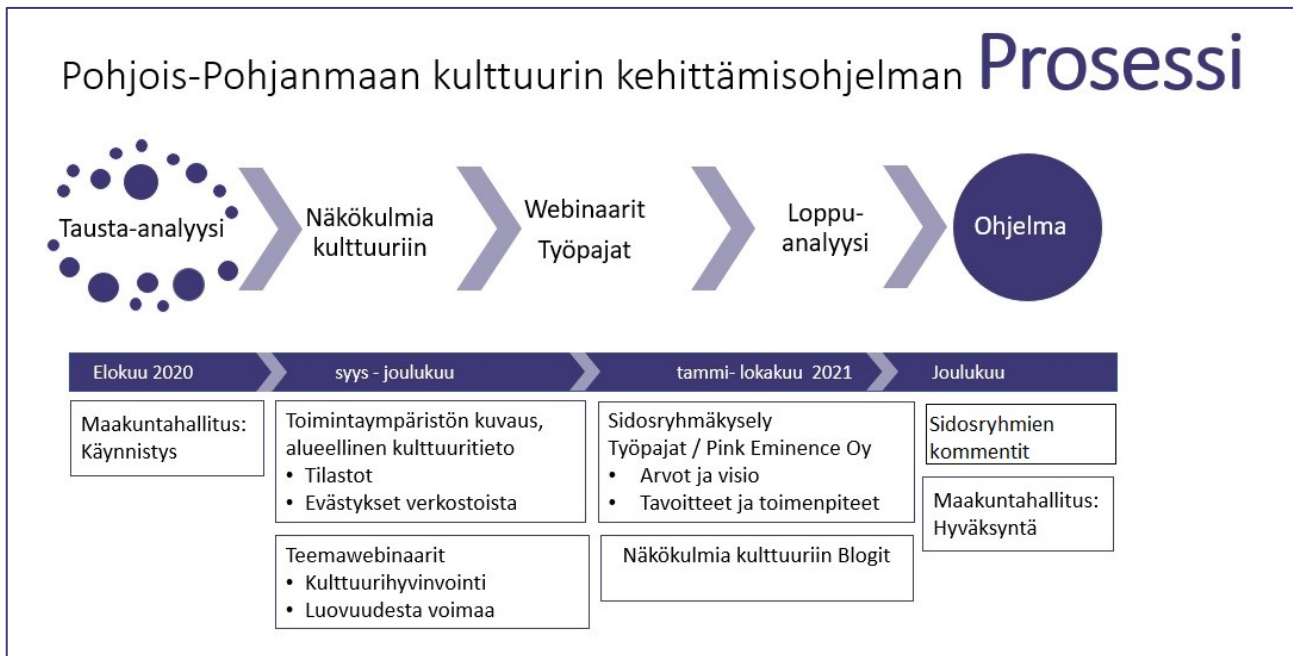 Pohjois-Pohjanmaan kulttuurin kehittämisohjelman Prosessi
Tausta-analyysi
Näkökulmia
kulttuuriin
Webinaarit
Työpajat
Loppu-
analyysi
Ohjelma
Elokuu 2020
syys - joulukuu
tammi- lokakuu 2021
Joulukuu
Maakuntahallitus:
Käynnistys
Toimintaympäristön kuvaus,
alueellinen kulttuuritieto
• Tilastot
• Evästykset verkostoista
Teemawebinaarit
• Kulttuurihyvinvointi
• Luovuudesta voimaa
Sidosryhmäkysely
Työpajat / Pink Eminence Oy
• Arvot ja visio
• Tavoitteet ja toimenpiteet
Näkökulmia kulttuuriin Blogit
Sidosryhmien
kommentit
Maakuntahallitus:
Hyväksyntä